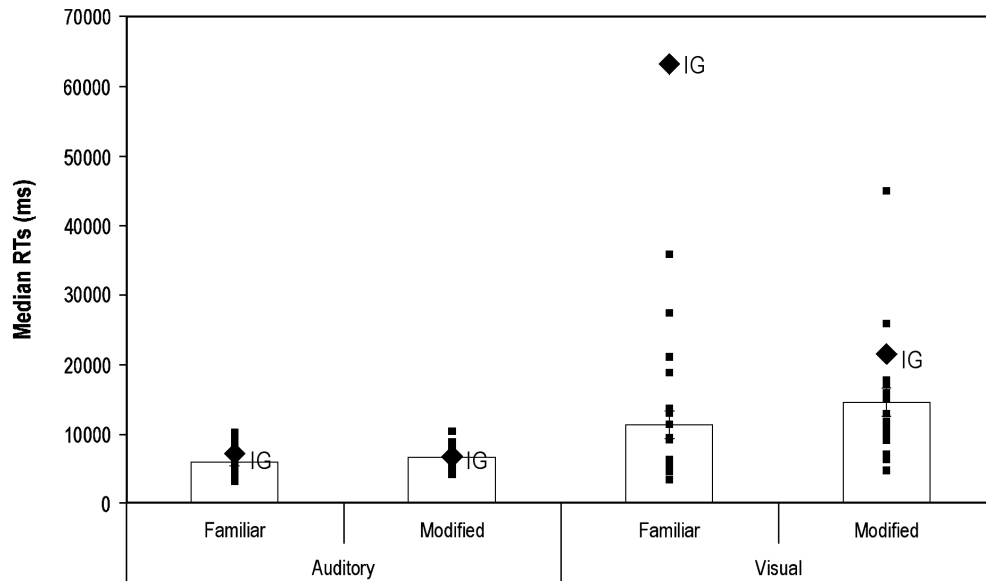 70000
60000
50000
40000
30000
20000
10000
0
Median RTs (ms)
IG
IG
IG
IG
Familiar Modified Familiar Modified
Auditory Visual